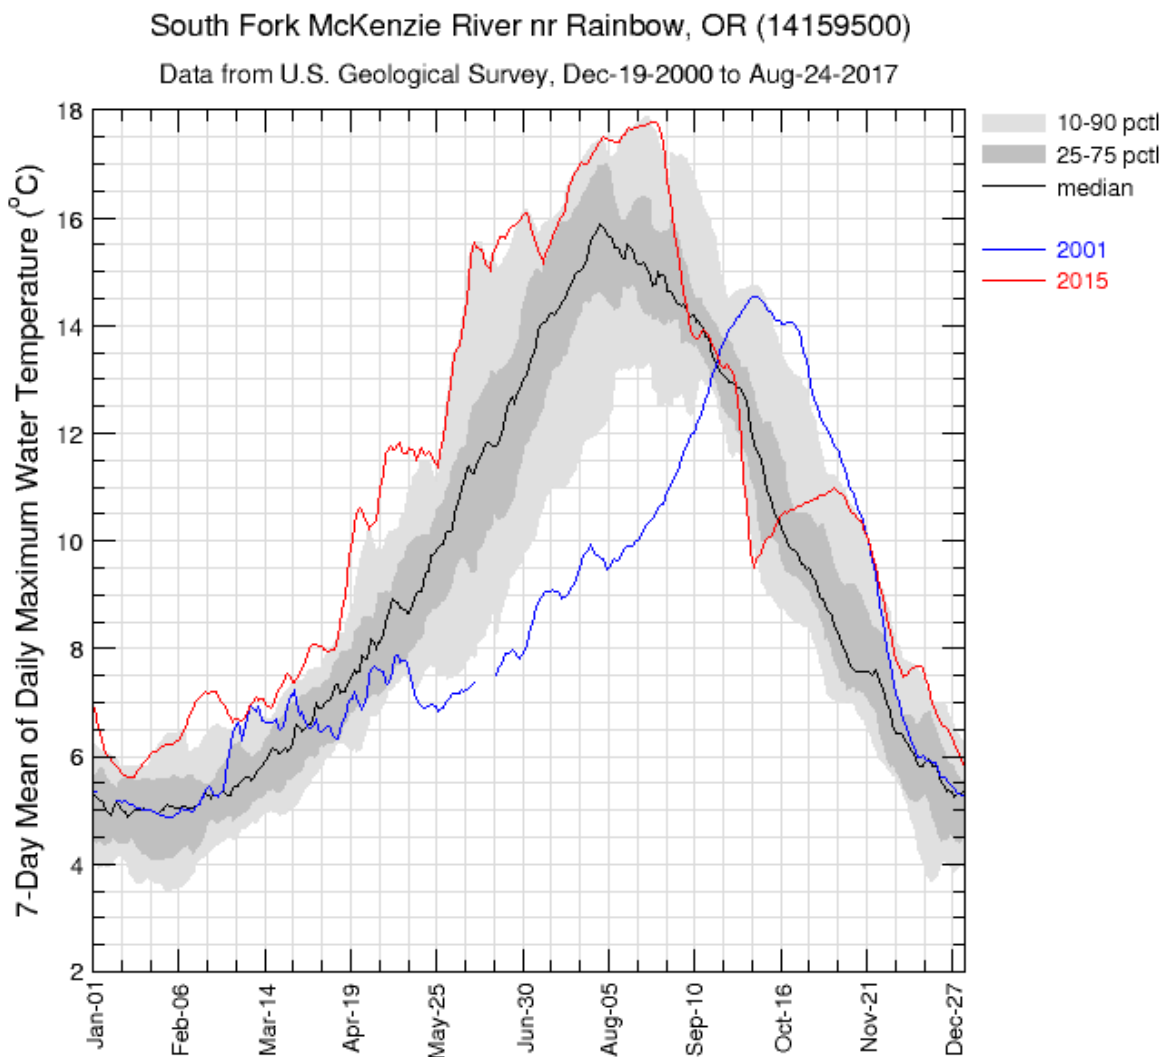 South Fork McKenzie River nr Rainbow, OR (14159500)
Data from U.S. Geological Survey, Dec-19-2000 to Aug-24-2017
7-Day Mean of Daily Maximum Water Temperature (°C)
18
16
14
12
10
8
6
4
2
Jan-01
Feb-06
Mar-14
Apr-19
May-25
Jun-30
Aug-05
Sep-10
Oct-16
Nov-21
Dec-27
10-90 pctl
25-75 pctl
median
2001
2015